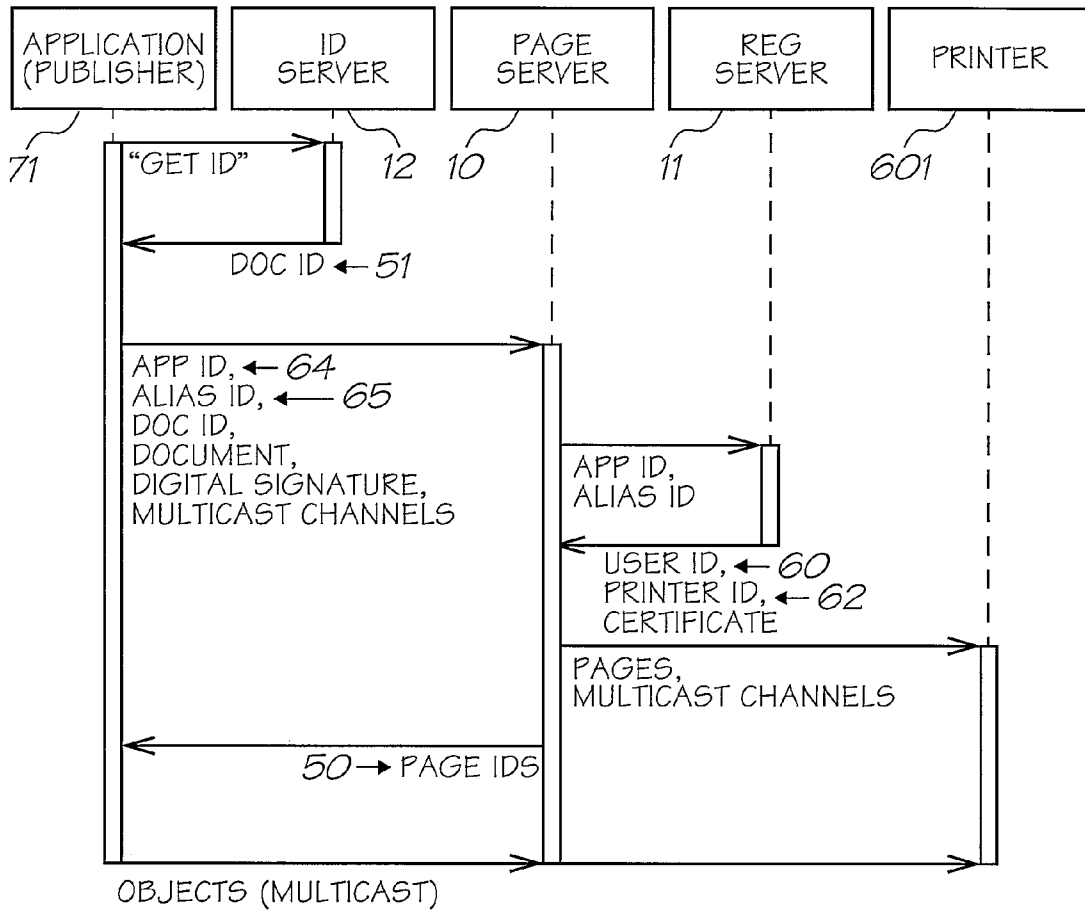 APPLICATION
(PUBLISHER)
ID
SERVER
PAGE
SERVER
REG
SERVER
PRINTER
71
12
10
11
601
"GET ID"
DOC ID ← 51
APP ID, ← 64
ALIAS ID, ← 65
DOC ID,
DOCUMENT,
DIGITAL SIGNATURE,
MULTICAST CHANNELS
APP ID,
ALIAS ID
USER ID, ← 60
PRINTER ID, ← 62
CERTIFICATE
PAGES,
MULTICAST CHANNELS
50 → PAGE IDS
OBJECTS (MULTICAST)